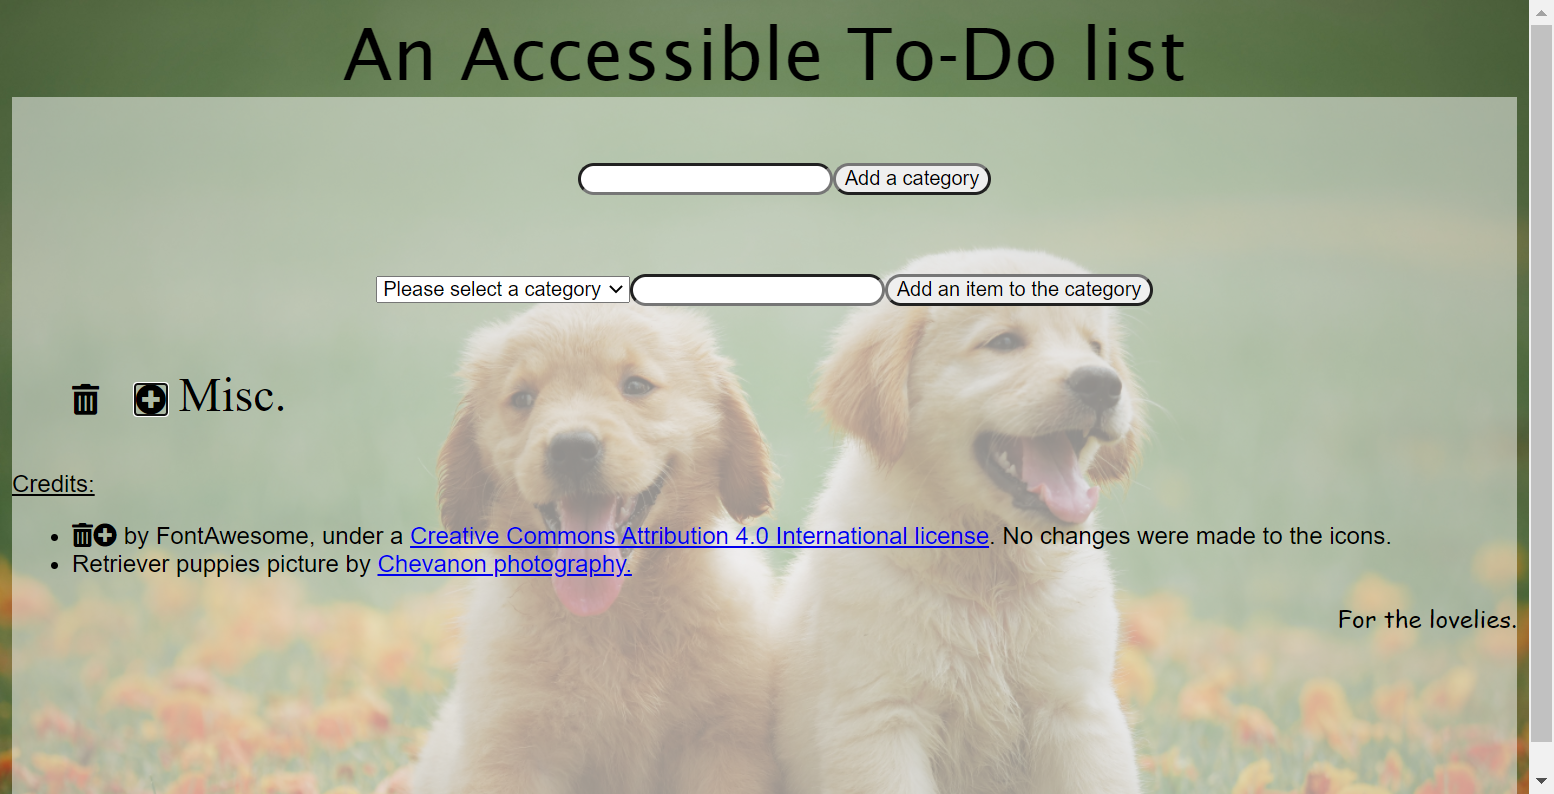 An Accessible To-Do list
Add a category
Please select a category Add an item to the category
Misc.
Credits:
by FontAwesome, under a Creative Commons Attribution 4.0 International license. No changes were made to the icons.
Retriever puppies picture by Chevanon photography.
For the lovelies.